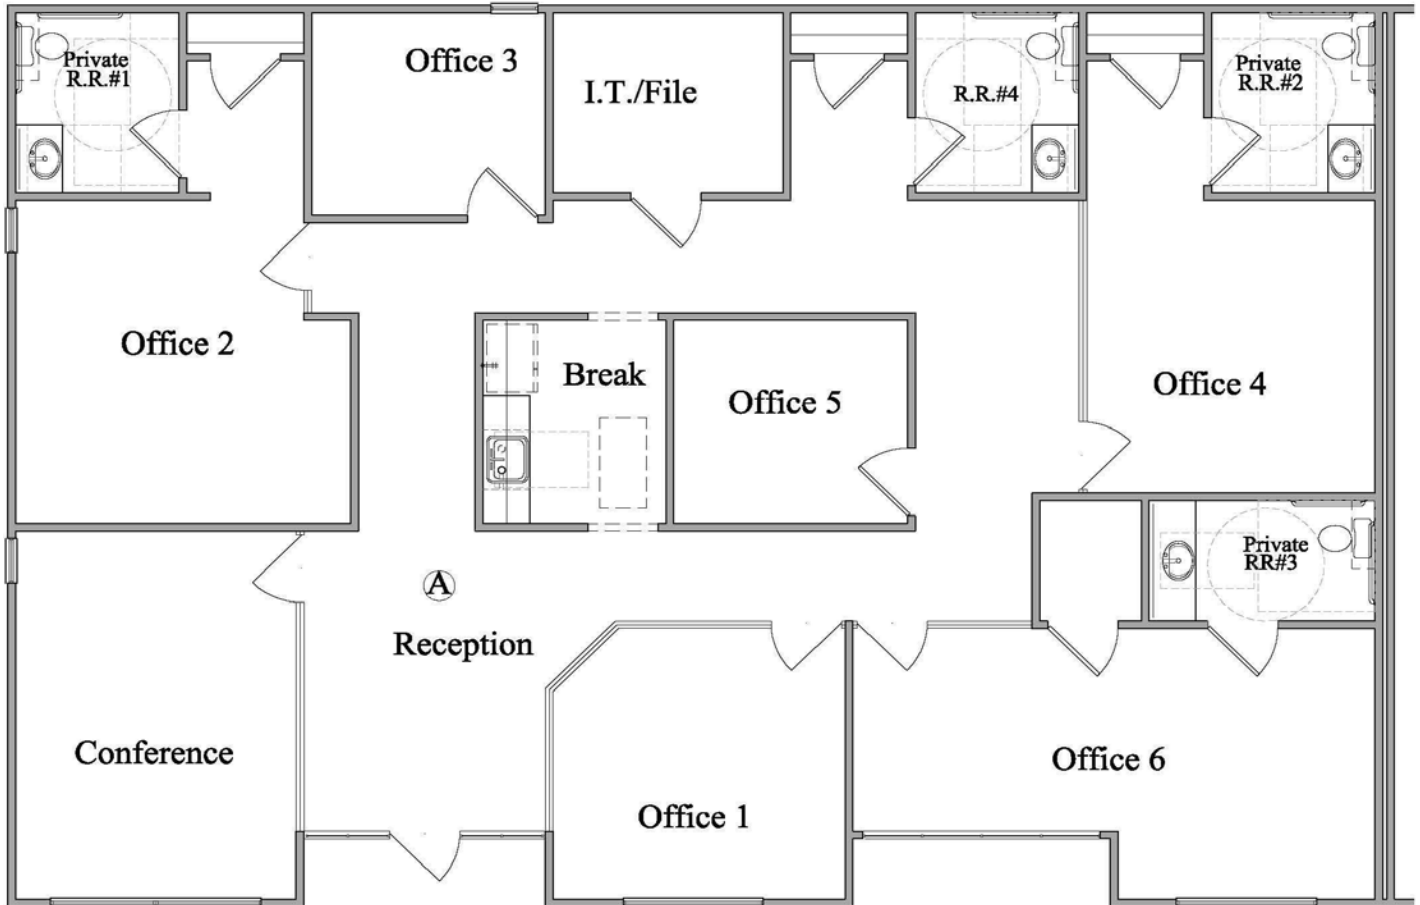 Private
R.R.#1
Office 3
I.T./File
R.R.#4
Private
R.R.#2
Office 2
Break
Office 5
Office 4
Private
RR#3
A
Reception
Conference
Office 1
Office 6